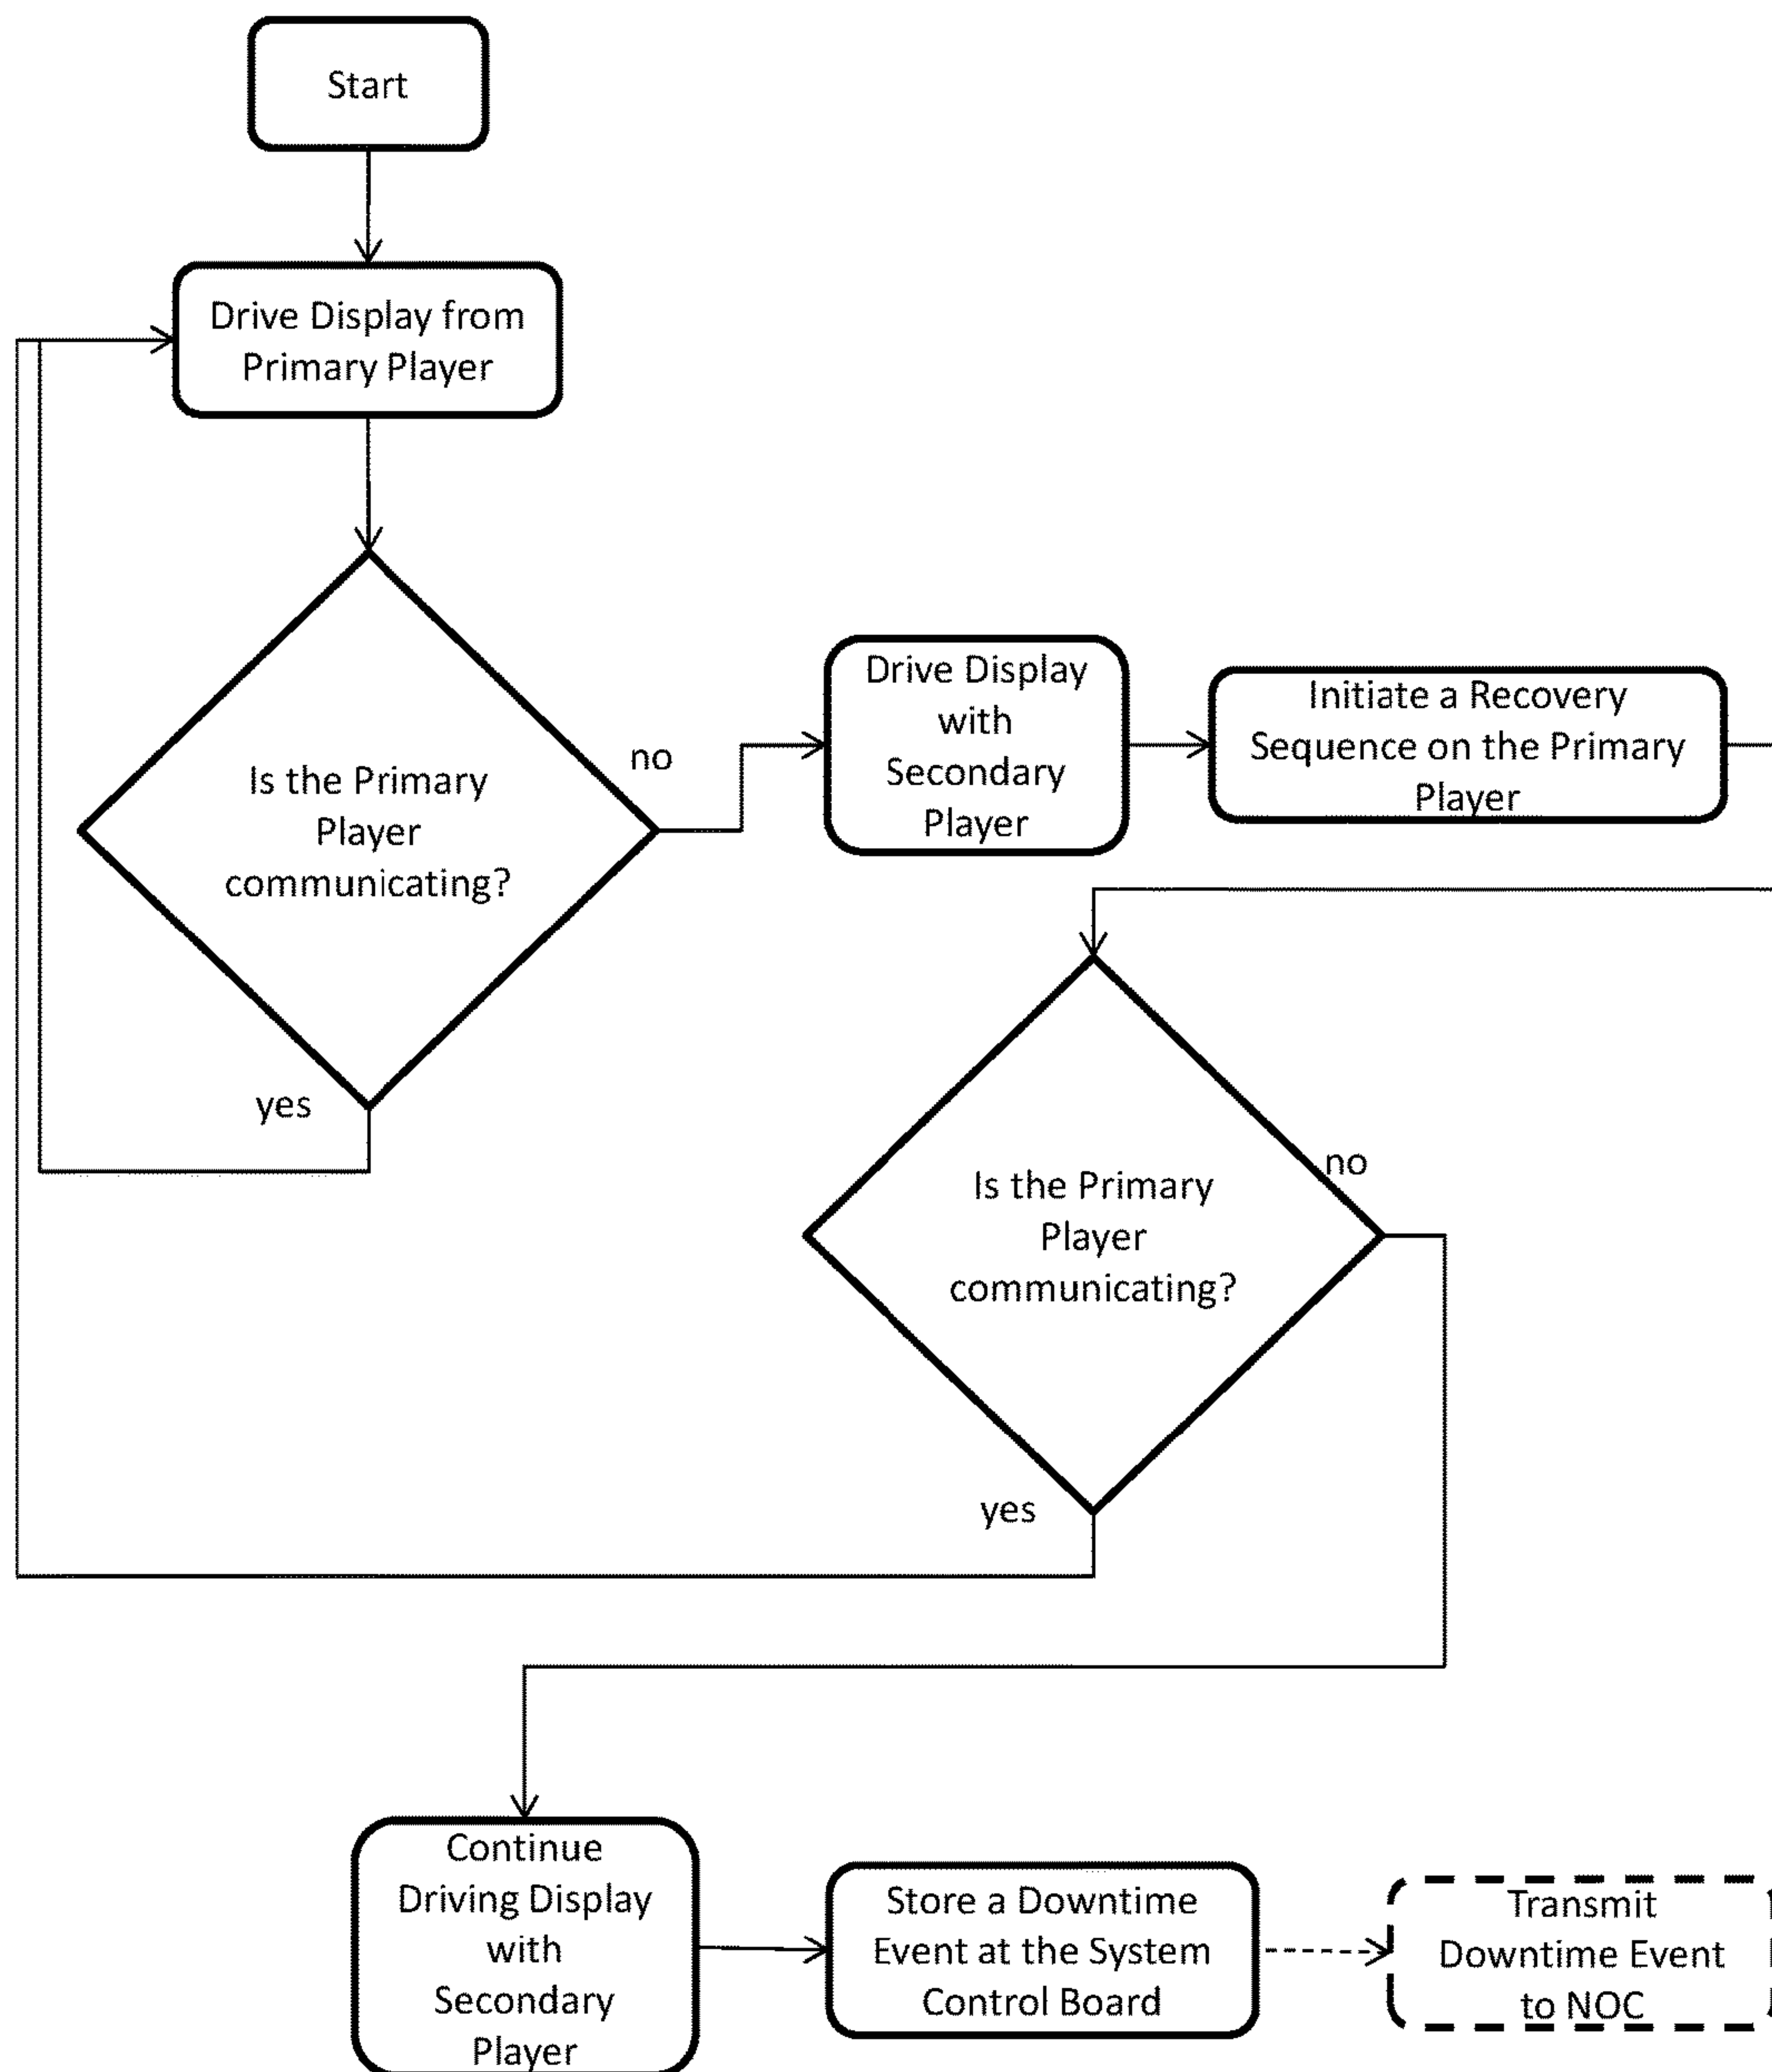 Start
Drive Display from
Primary Player
Is the Primary
Player
communicating?
no
yes
Drive Display
with
Secondary
Player
Initiate a Recovery
Sequence on the Primary
Player
Is the Primary
Player
communicating?
no
yes
Continue
Driving Display
with
Secondary
Player
Store a Downtime
Event at the System
Control Board
Transmit
Downtime Event
to NOC